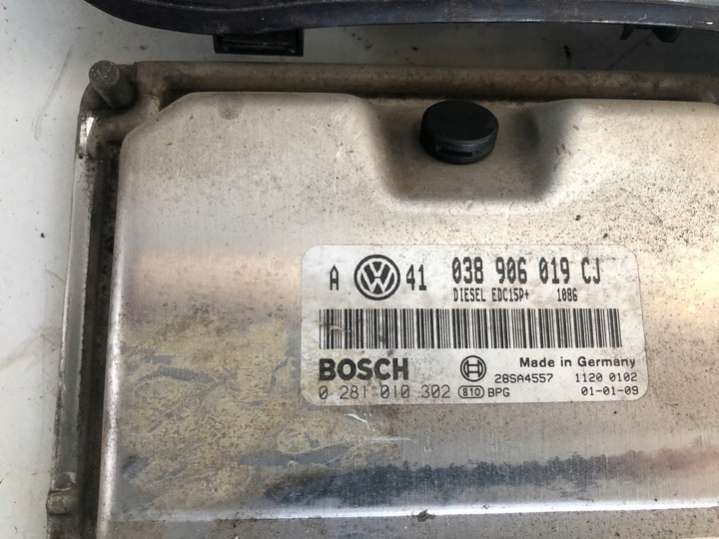 A VW 41 038 906 019 CJ
DIESEL EDC15P+ 1086
BOSCH Made in Germany
28SA4557 1120 0102
0 281 010 302 810 BPG 01-01-09